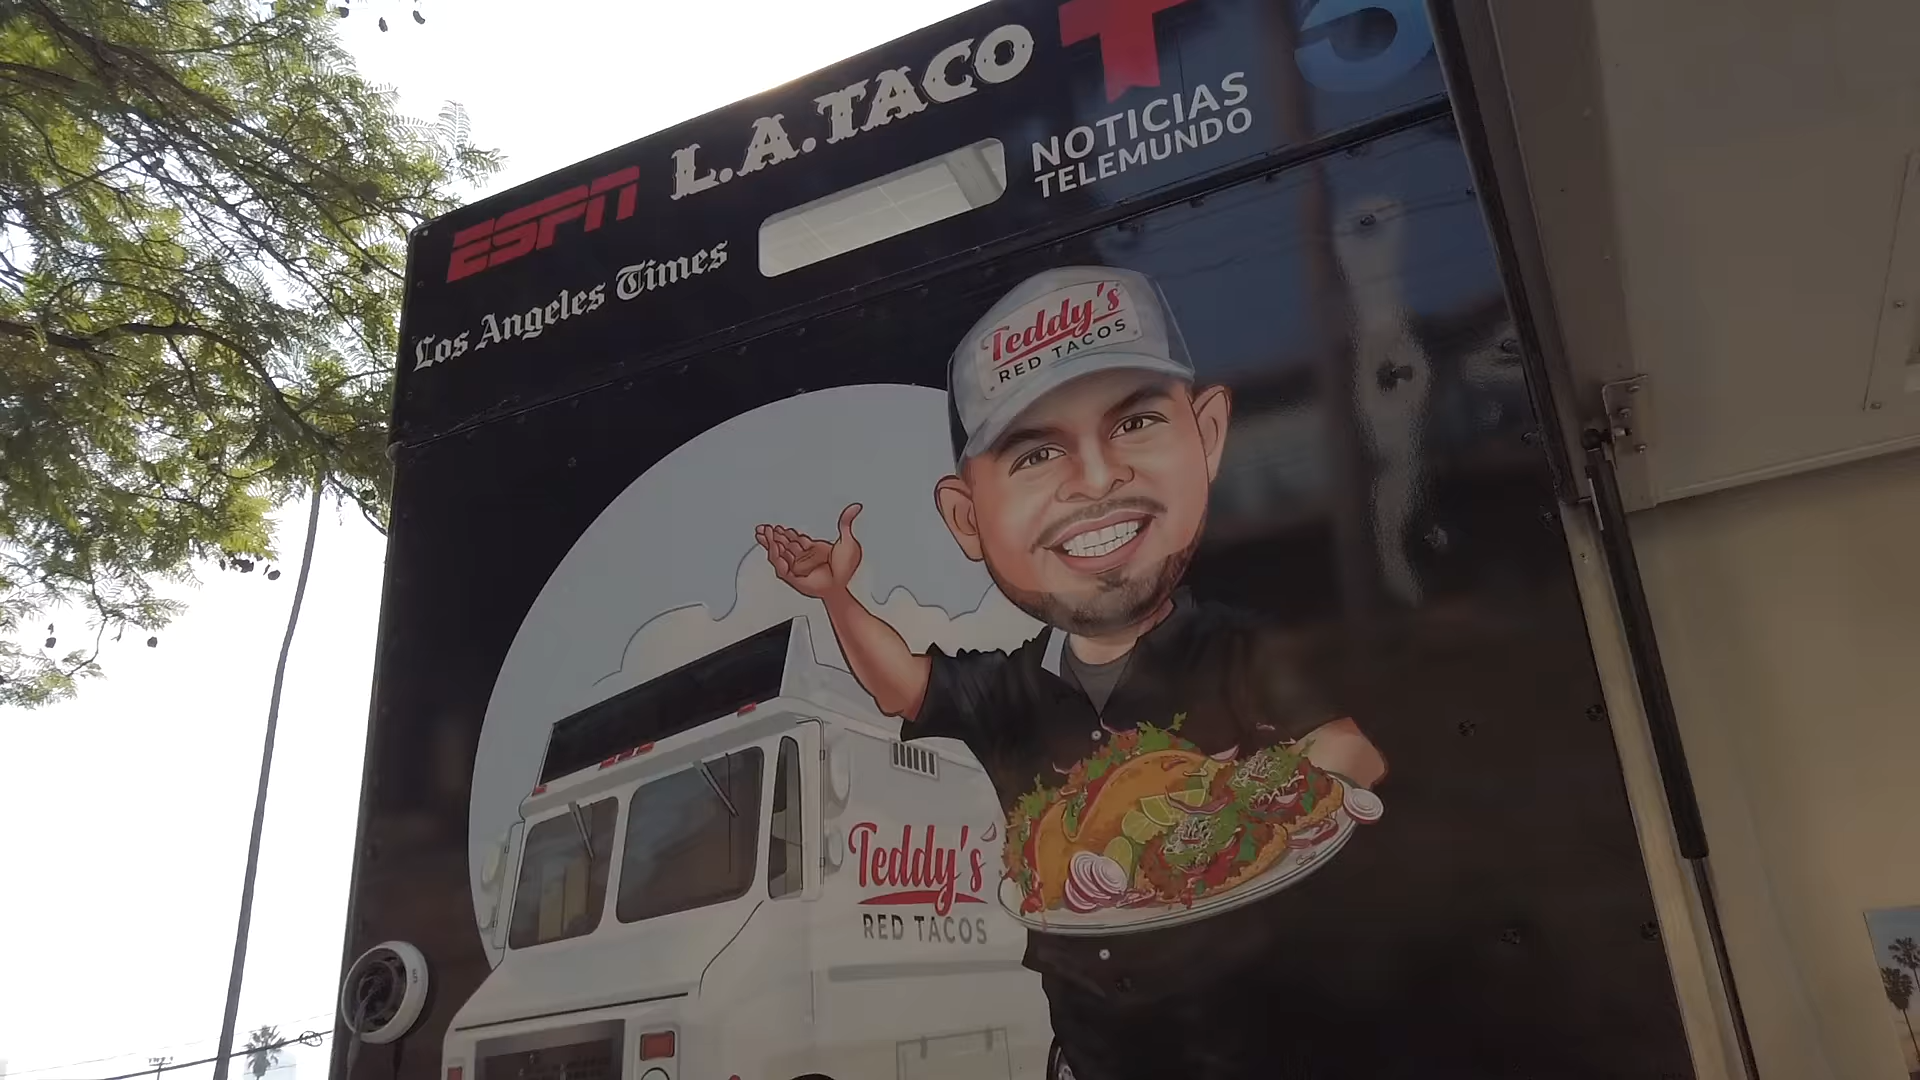 ESPN
L.A. TACO
NOTICIAS
TELEMUNDO
Los Angeles Times
Teddy's
RED TACOS
Teddy's
RED TACOS